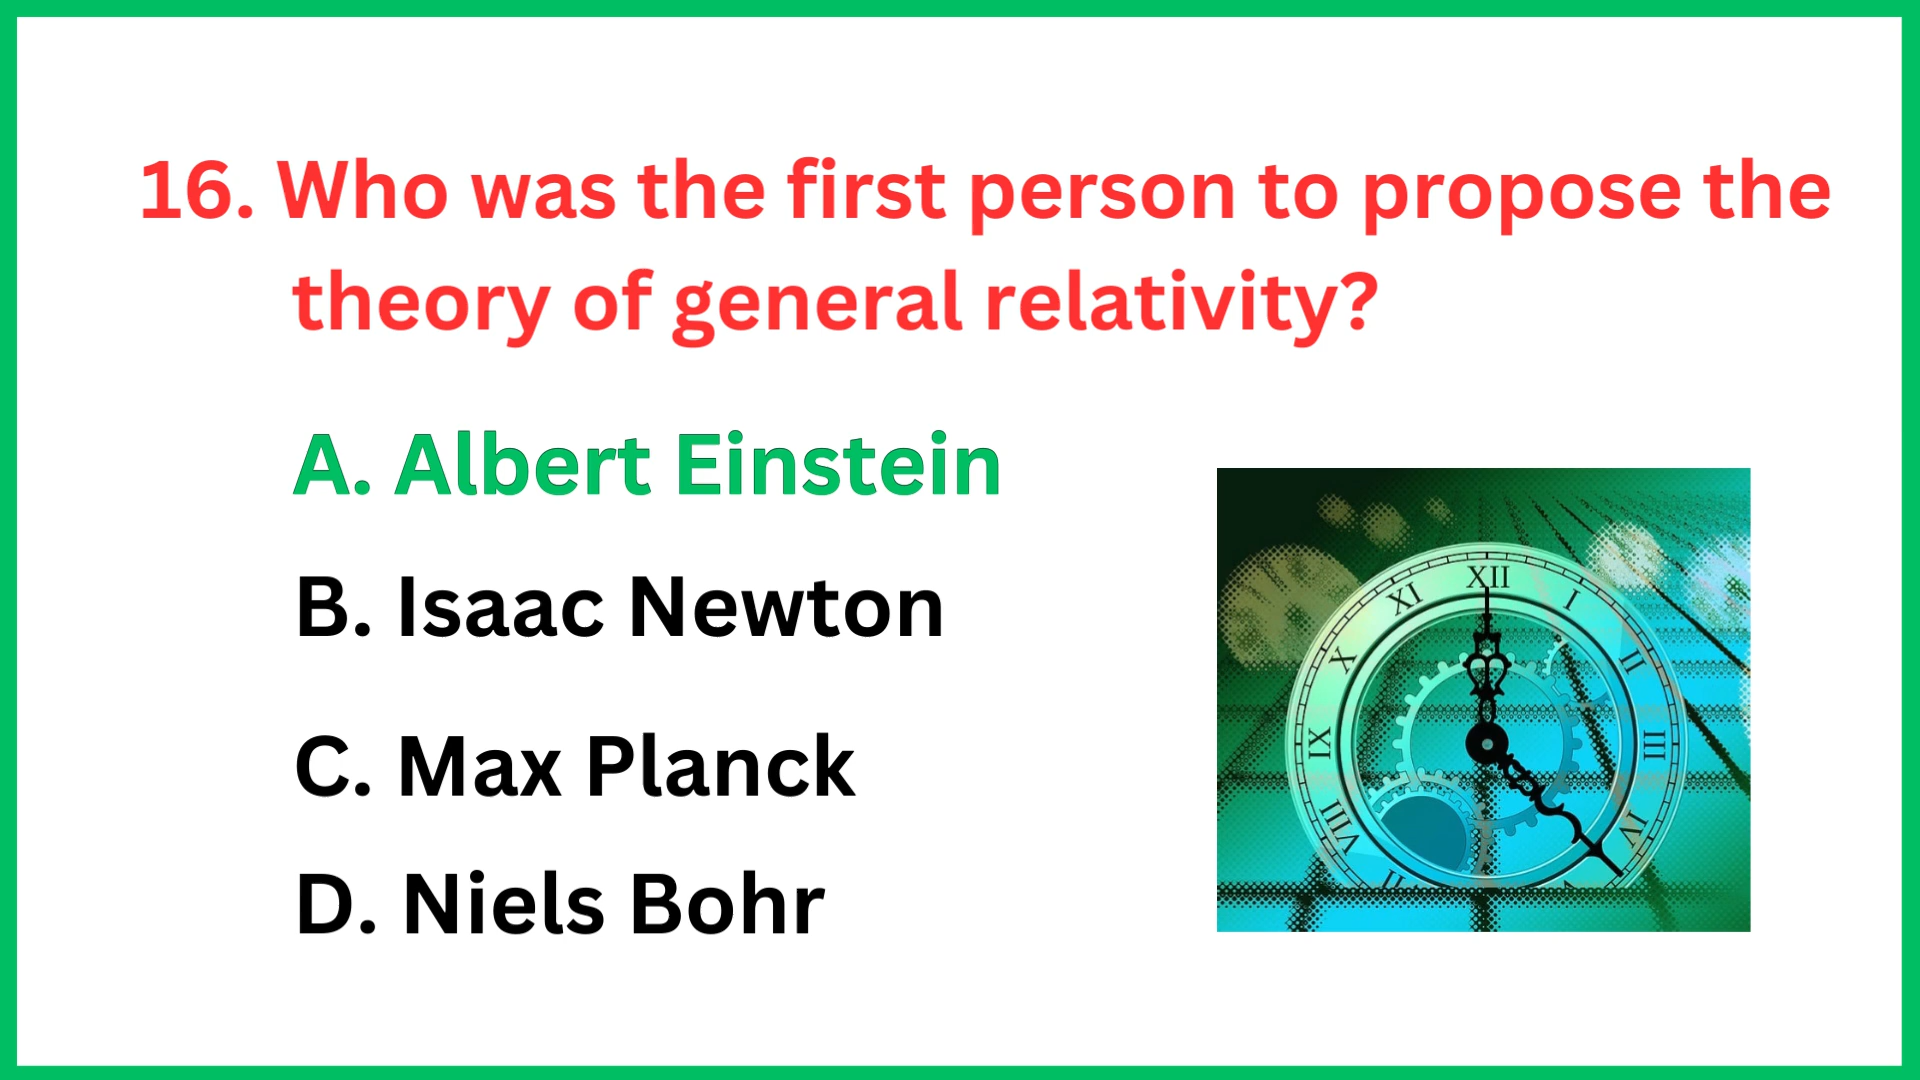 16. Who was the first person to propose the
theory of general relativity?
A. Albert Einstein
B. Isaac Newton
C. Max Planck
D. Niels Bohr
XII
I
II
III
IV
VIII
IX
X
XI